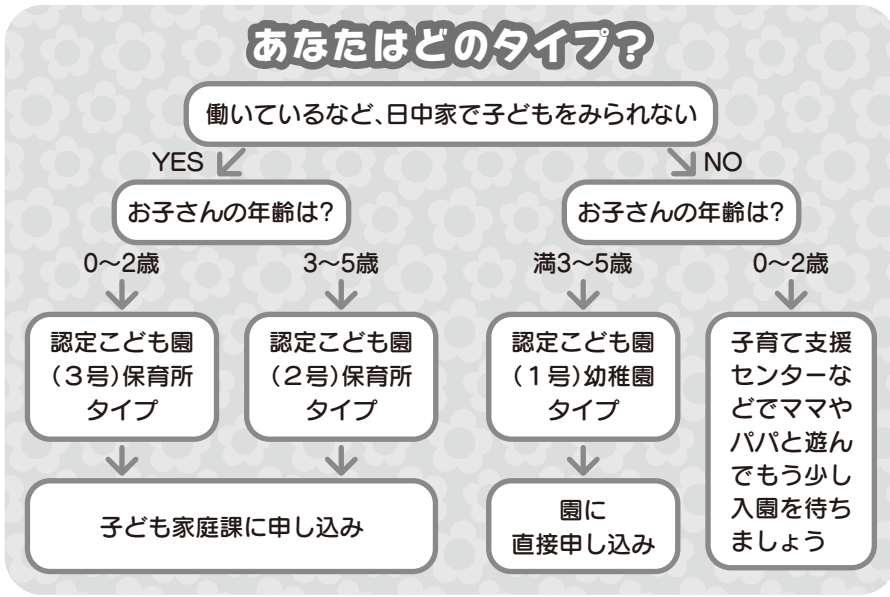 あなたはどのタイプ?
働いているなど、日中家で子どもをみられない
YES
NO
お子さんの年齢は?
お子さんの年齢は?
0〜2歳
3〜5歳
満3〜5歳
0〜2歳
認定こども園
(3号)保育所
タイプ
認定こども園
(2号)保育所
タイプ
認定こども園
(1号)幼稚園
タイプ
子育て支援
センターな
どでママや
パパと遊ん
でもう少し
入園を待ち
ましょう
子ども家庭課に申し込み
園に
直接申し込み